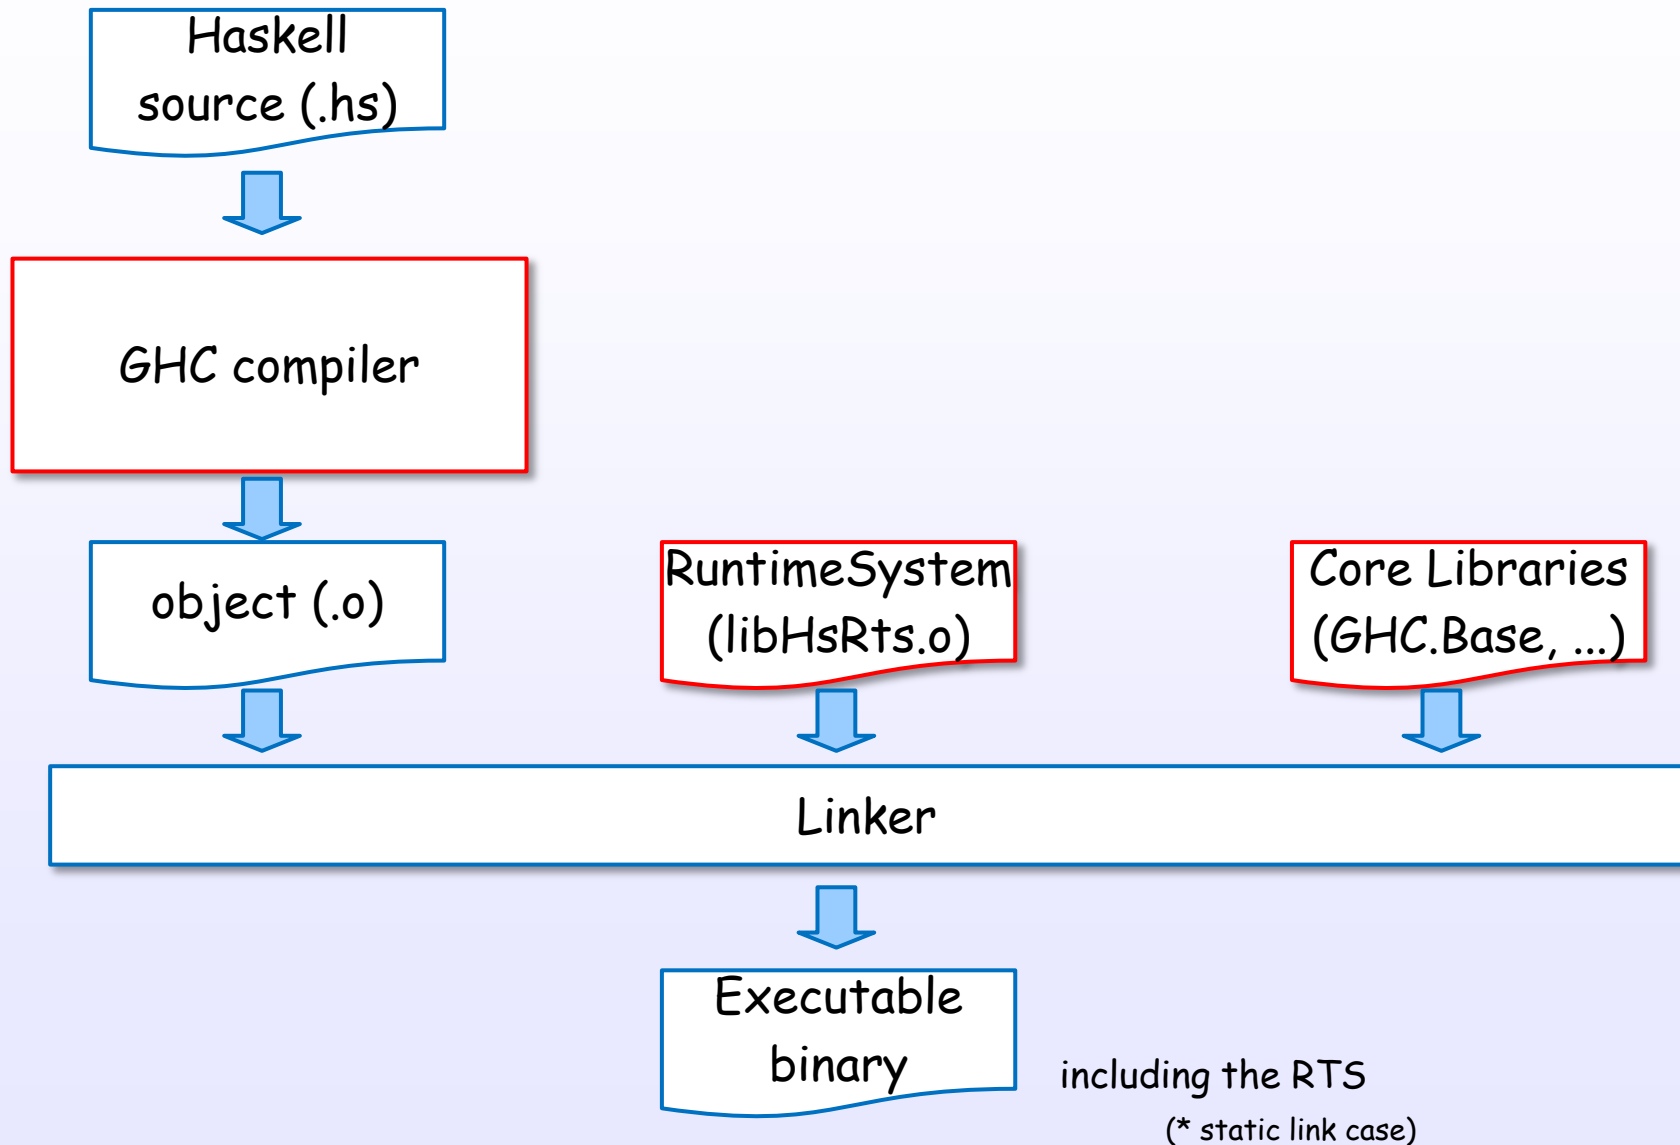 Haskell
source (.hs)
GHC compiler
object (.o)
RuntimeSystem
(libHsRts.o)
Core Libraries
(GHC.Base, ...)
Linker
Executable
binary
including the RTS
(* static link case)